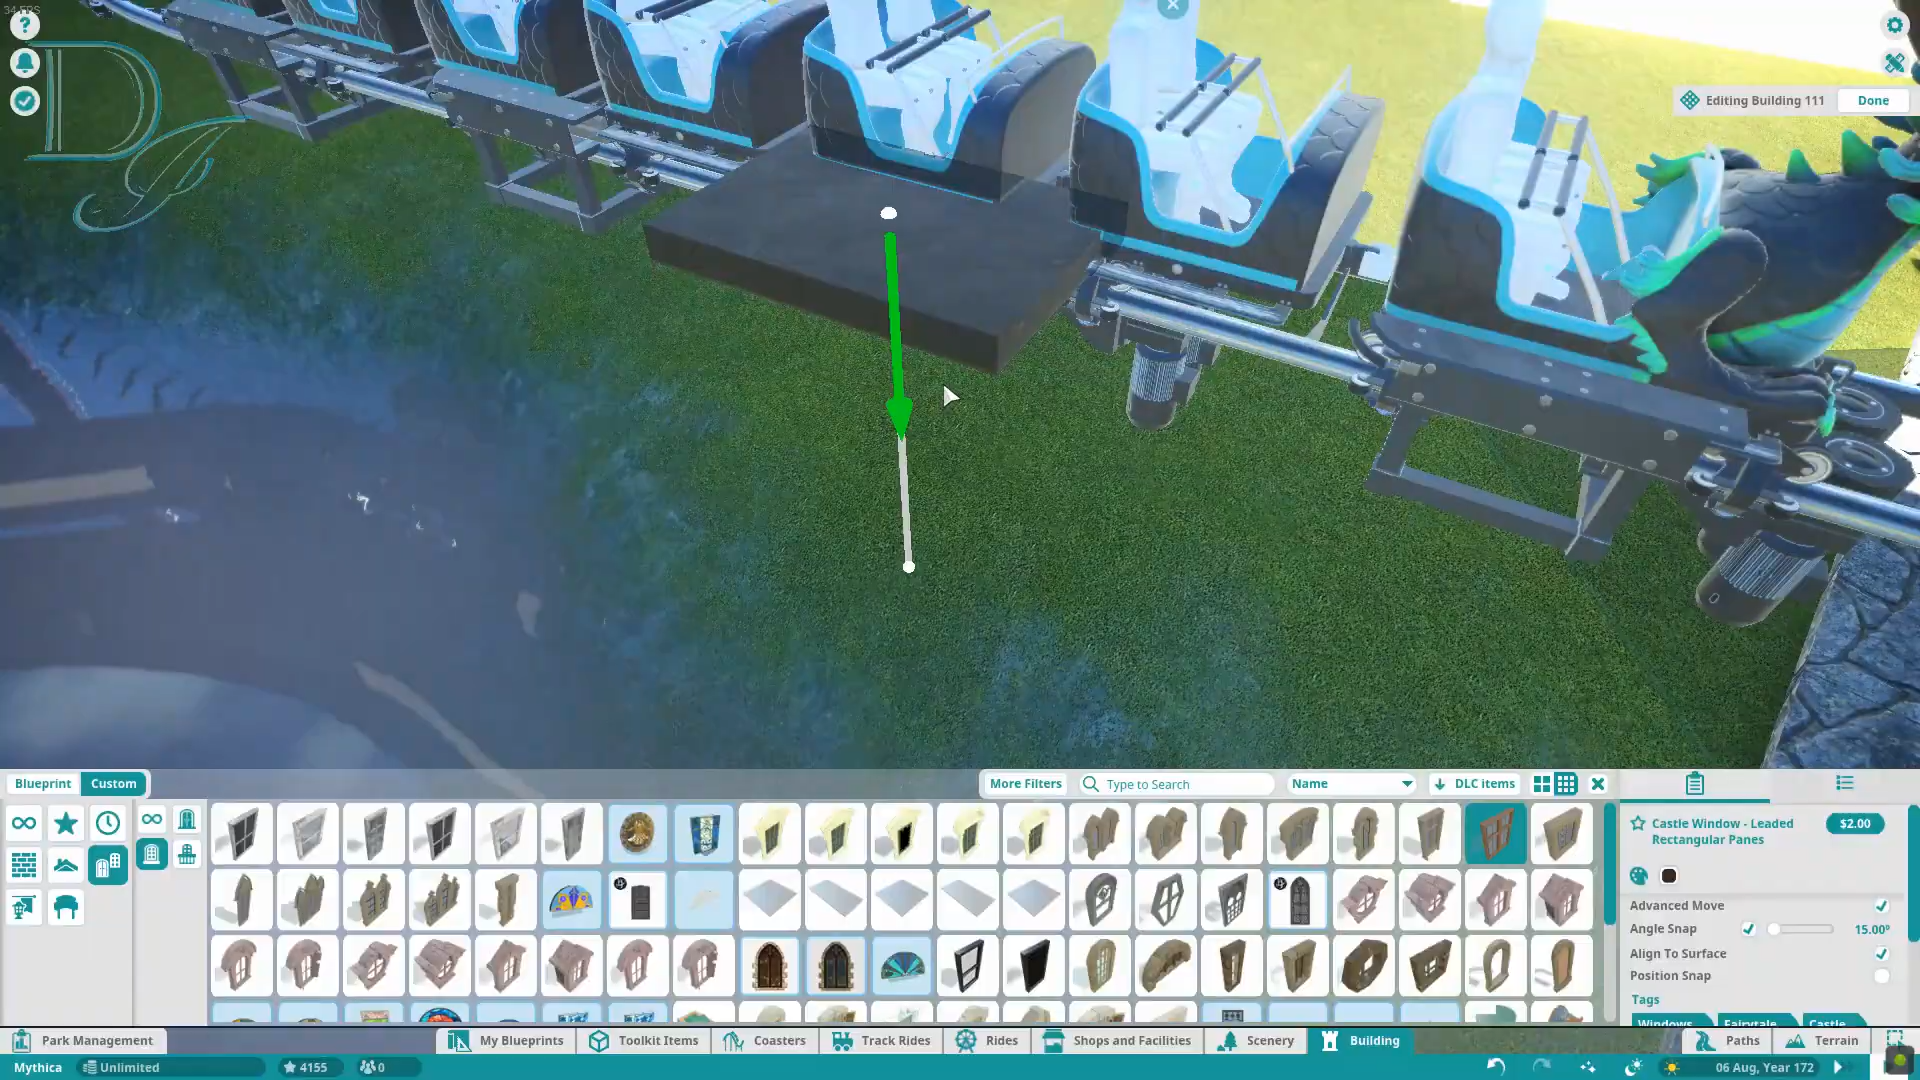 34 FPS
?
DJ
Editing Building 111
Done
Blueprint
Custom
More Filters
Type to Search
Name
DLC items
Castle Window - Leaded
Rectangular Panes
$2.00
Advanced Move
Angle Snap
15.00°
Align To Surface
Position Snap
Tags
Windows
Fairytale
Castle
Park Management
My Blueprints
Toolkit Items
Coasters
Track Rides
Rides
Shops and Facilities
Scenery
Building
Paths
Terrain
Mythica
Unlimited
4155
0
06 Aug, Year 172